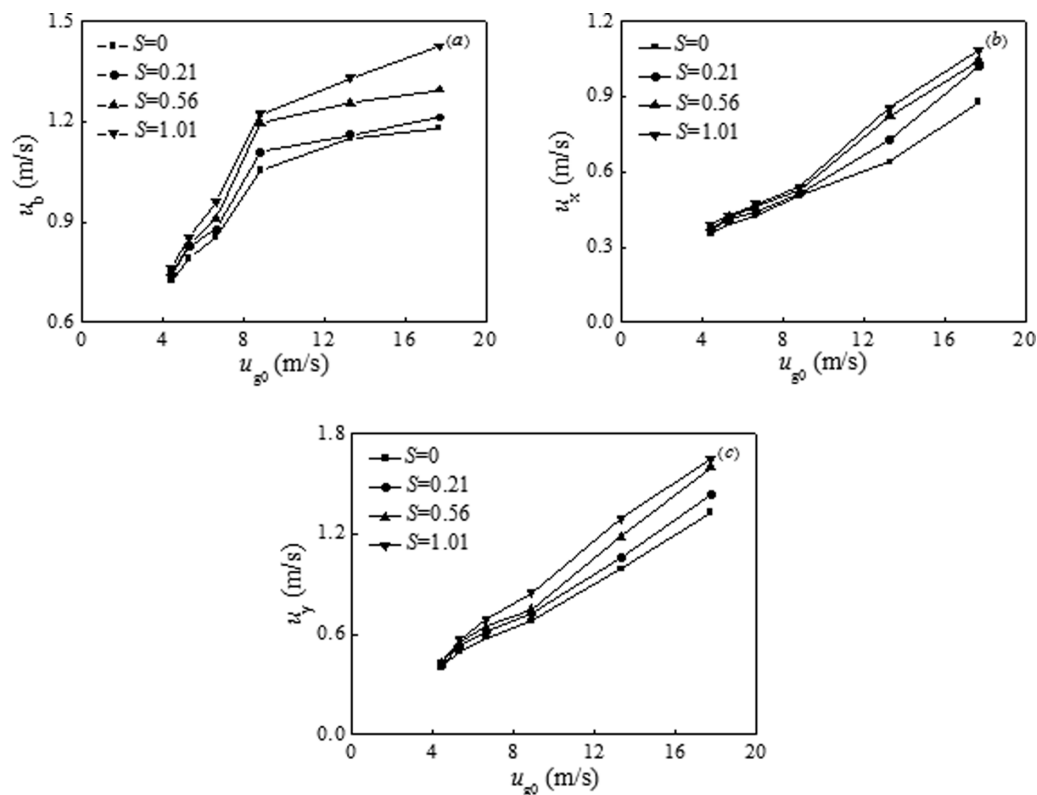 1.5
(a)
S=0
S=0.21
S=0.56
S=1.01
1.2
0.9
0.6
u_b (m/s)
0 4 8 12 16 20
u_g0 (m/s)
1.2
(b)
S=0
S=0.21
S=0.56
S=1.01
0.9
0.6
0.3
0.0
u_x (m/s)
0 4 8 12 16 20
u_g0 (m/s)
1.8
(c)
S=0
S=0.21
S=0.56
S=1.01
1.2
0.6
0.0
u_y (m/s)
0 4 8 12 16 20
u_g0 (m/s)